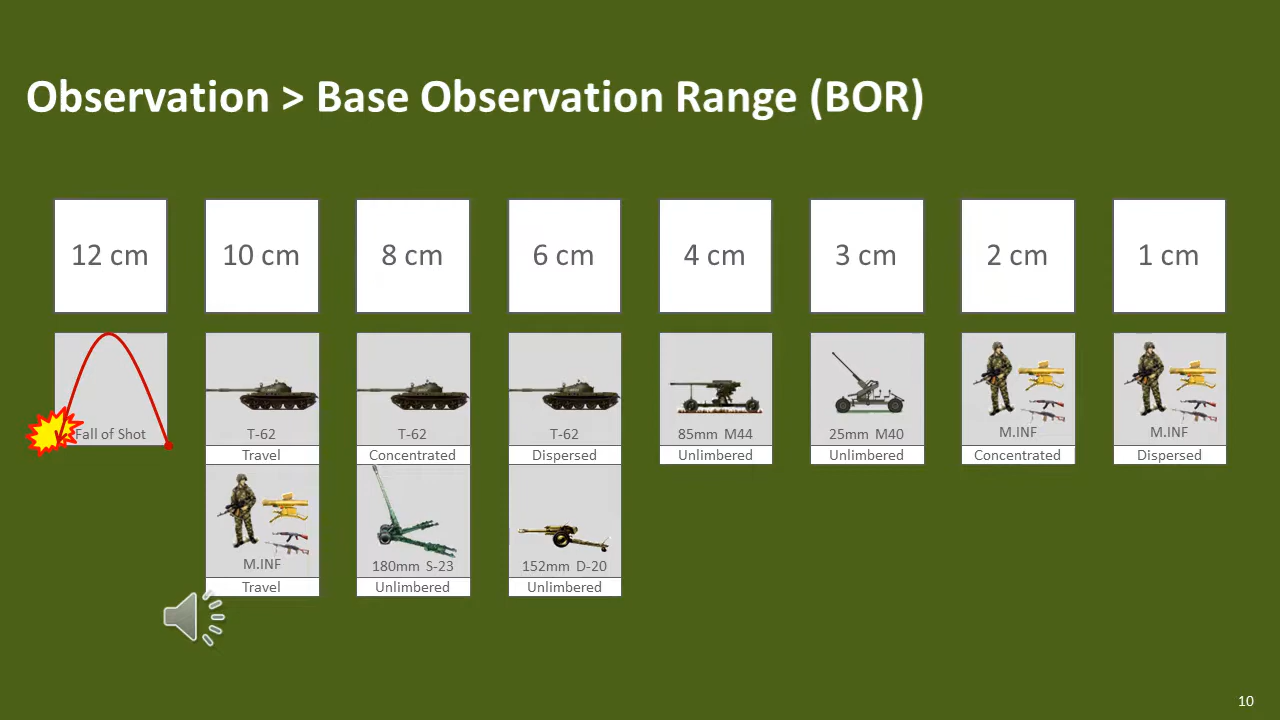 Observation > Base Observation Range (BOR)
12 cm
10 cm
8 cm
6 cm
4 cm
3 cm
2 cm
1 cm
Fall of Shot
T-62
Travel
T-62
Concentrated
T-62
Dispersed
85mm M44
Unlimbered
25mm M40
Unlimbered
M.INF
Concentrated
M.INF
Dispersed
M.INF
Travel
180mm S-23
Unlimbered
152mm D-20
Unlimbered
10